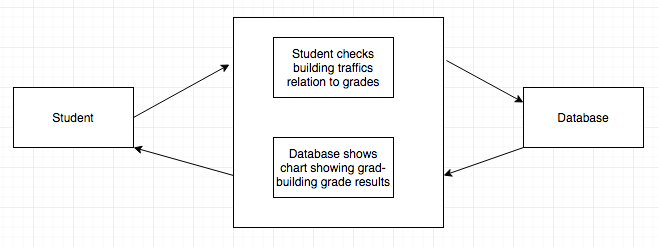 Student
Student checks
building traffics
relation to grades
Database shows
chart showing grad-
building grade results
Database